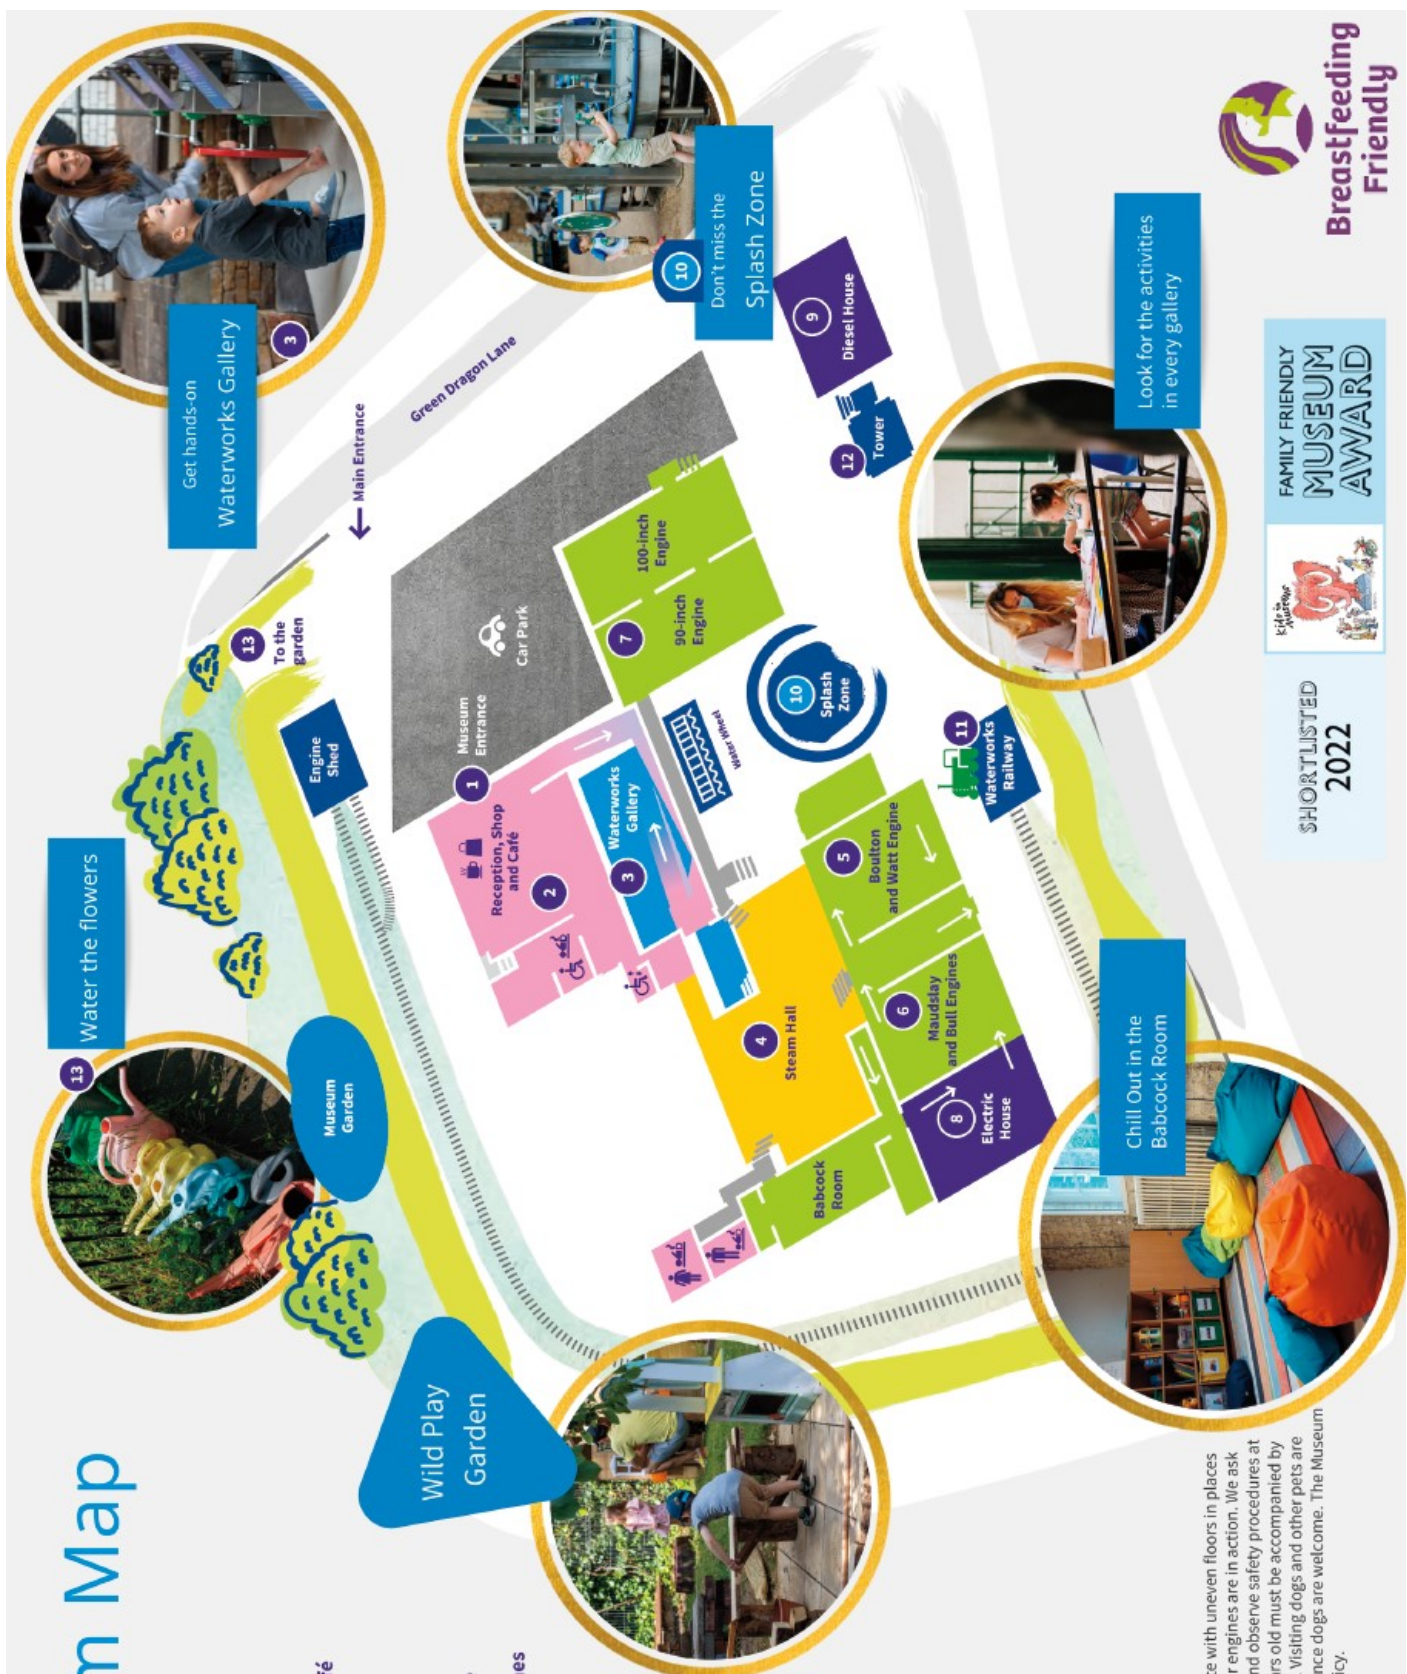 m Map
13
Water the flowers
Get hands-on
Waterworks Gallery
3
10
Don't miss the
Splash Zone
Wild Play
Garden
Museum
Garden
Engine
Shed
13
To the
garden
Main Entrance
Green Dragon Lane
Car Park
1
Museum
Entrance
Reception, Shop
and Café
2
Waterworks
Gallery
3
Water Wheel
7
100-inch
Engine
90-inch
Engine
9
Diesel House
12
Tower
10
Splash
Zone
4
Steam Hall
5
Boulton
and Watt Engine
6
Maudslay
and Bull Engines
8
Electric
House
Babcock
Room
11
Waterworks
Railway
Chill Out in the
Babcock Room
Look for the activities
in every gallery
SHORTLISTED
2022
Kids in
Museums
FAMILY FRIENDLY
MUSEUM
AWARD
Breastfeeding
Friendly
fé
nes
te with uneven floors in places
r engines are in action. We ask
nd observe safety procedures at
rs old must be accompanied by
Visiting dogs and other pets are
nce dogs are welcome. The Museum
icy.